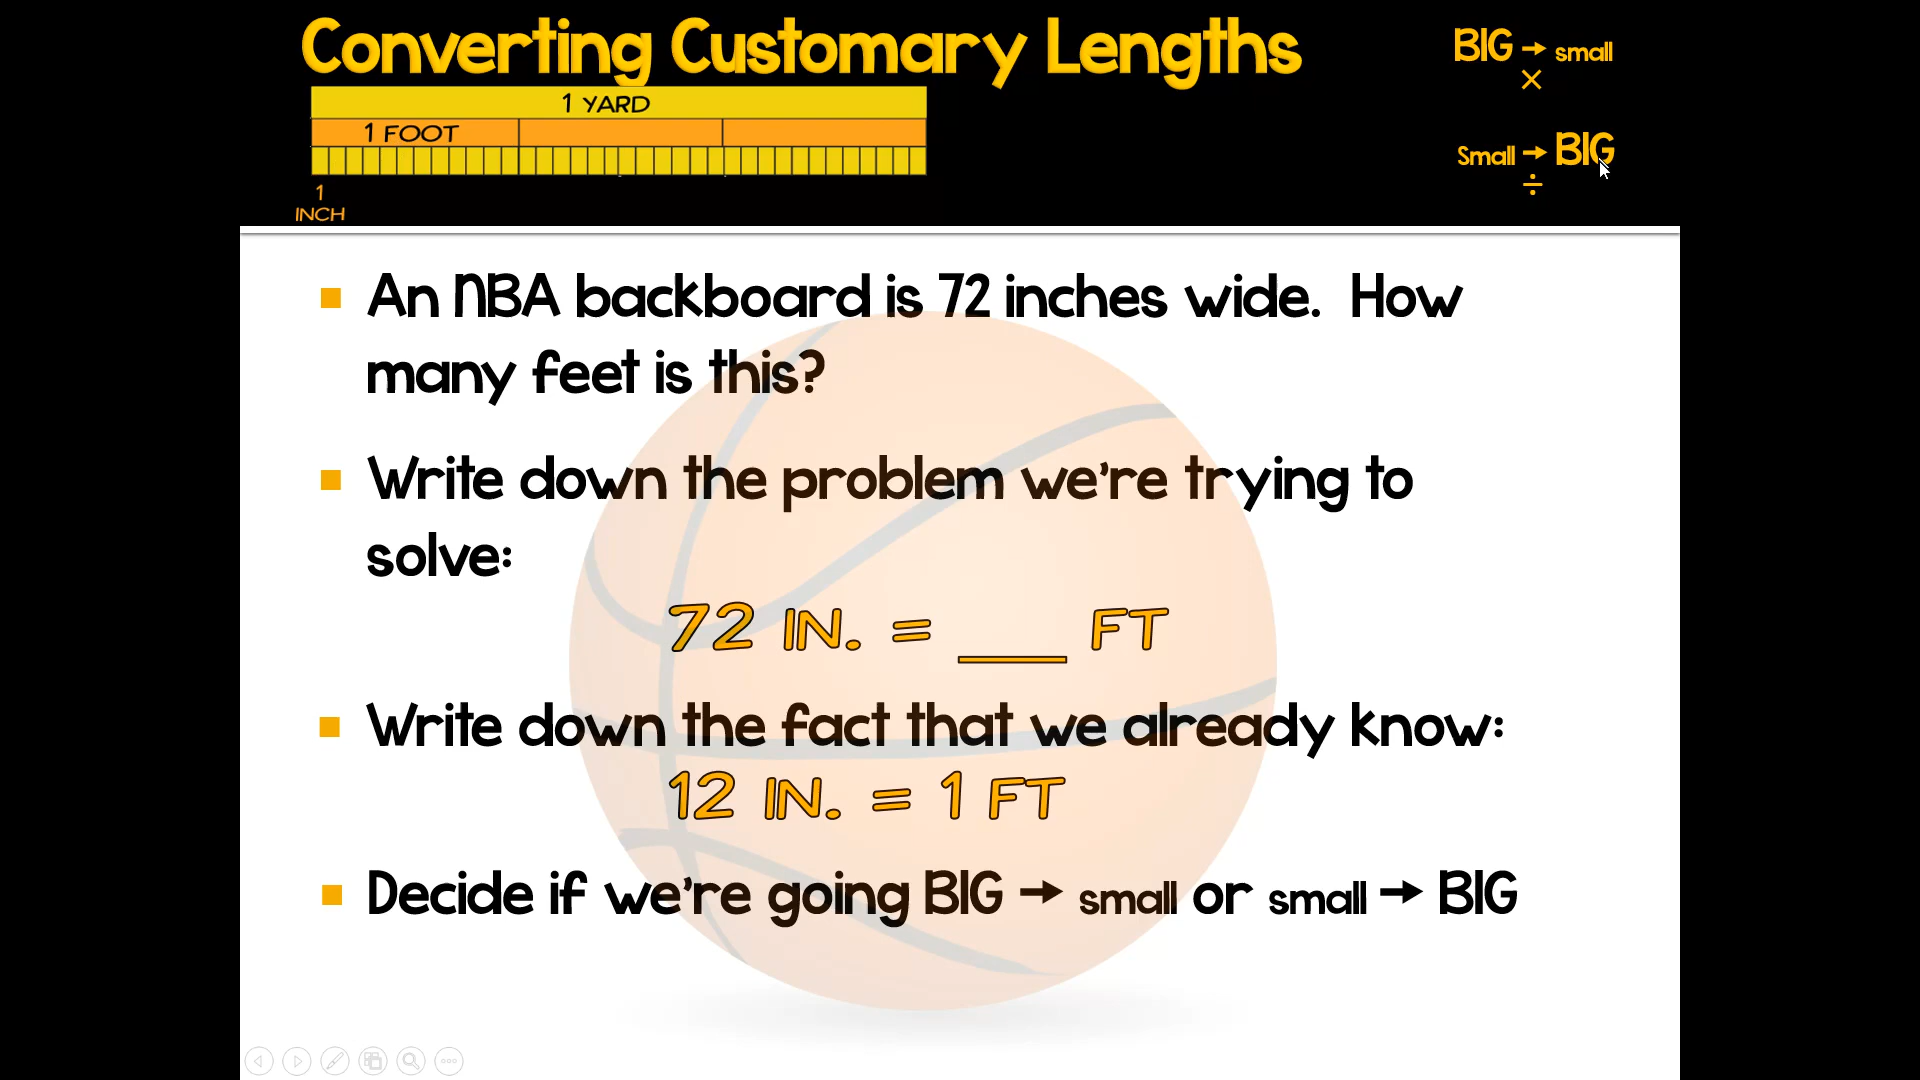 Converting Customary Lengths
BIG → small
×
Small → BIG
÷
1 YARD
1 FOOT
1
INCH
An NBA backboard is 72 inches wide. How
many feet is this?
Write down the problem we're trying to
solve:
72 IN. = ___ FT
Write down the fact that we already know:
12 IN. = 1 FT
Decide if we're going BIG → small or small → BIG